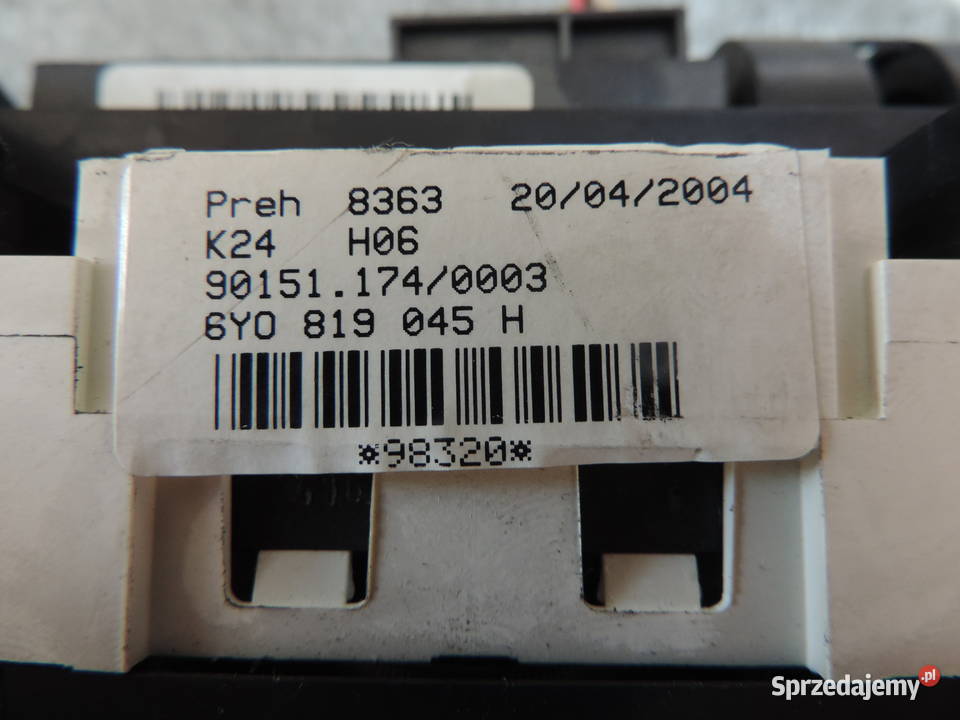 Preh 8363 20/04/2004
K24 H06
90151.174/0003
6Y0 819 045 H
*98320*
Sprzedajemy.pl